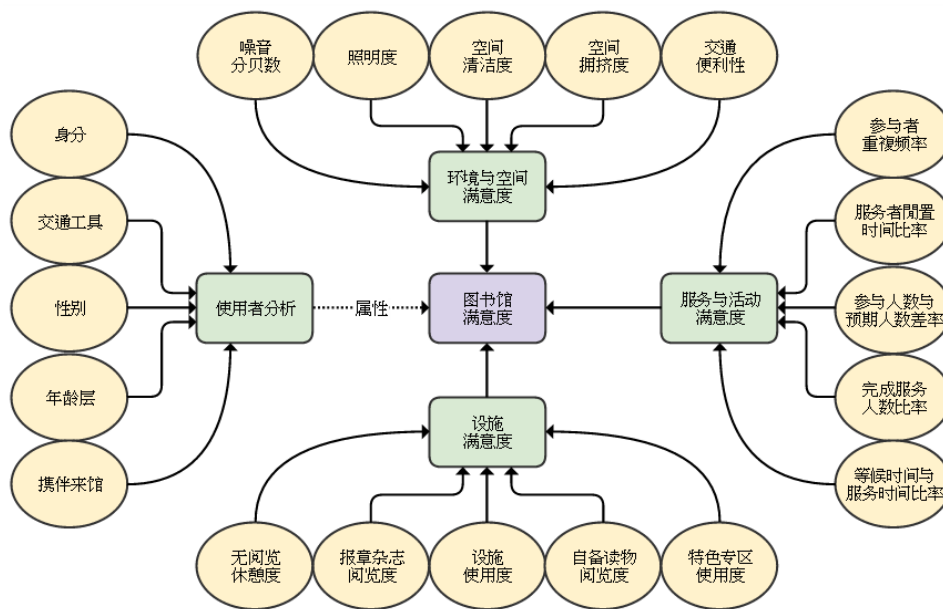 噪音
分贝数
照明度
空间
清洁度
空间
拥挤度
交通
便利性
身分
交通工具
性别
年龄层
携伴来馆
环境与空间
满意度
使用者分析
属性
图书馆
满意度
服务与活动
满意度
设施
满意度
参与者
重複频率
服务者閒置
时间比率
参与人数与
预期人数差率
完成服务
人数比率
等候时间与
服务时间比率
无阅览
休憩度
报章杂志
阅览度
设施
使用度
自备读物
阅览度
特色专区
使用度